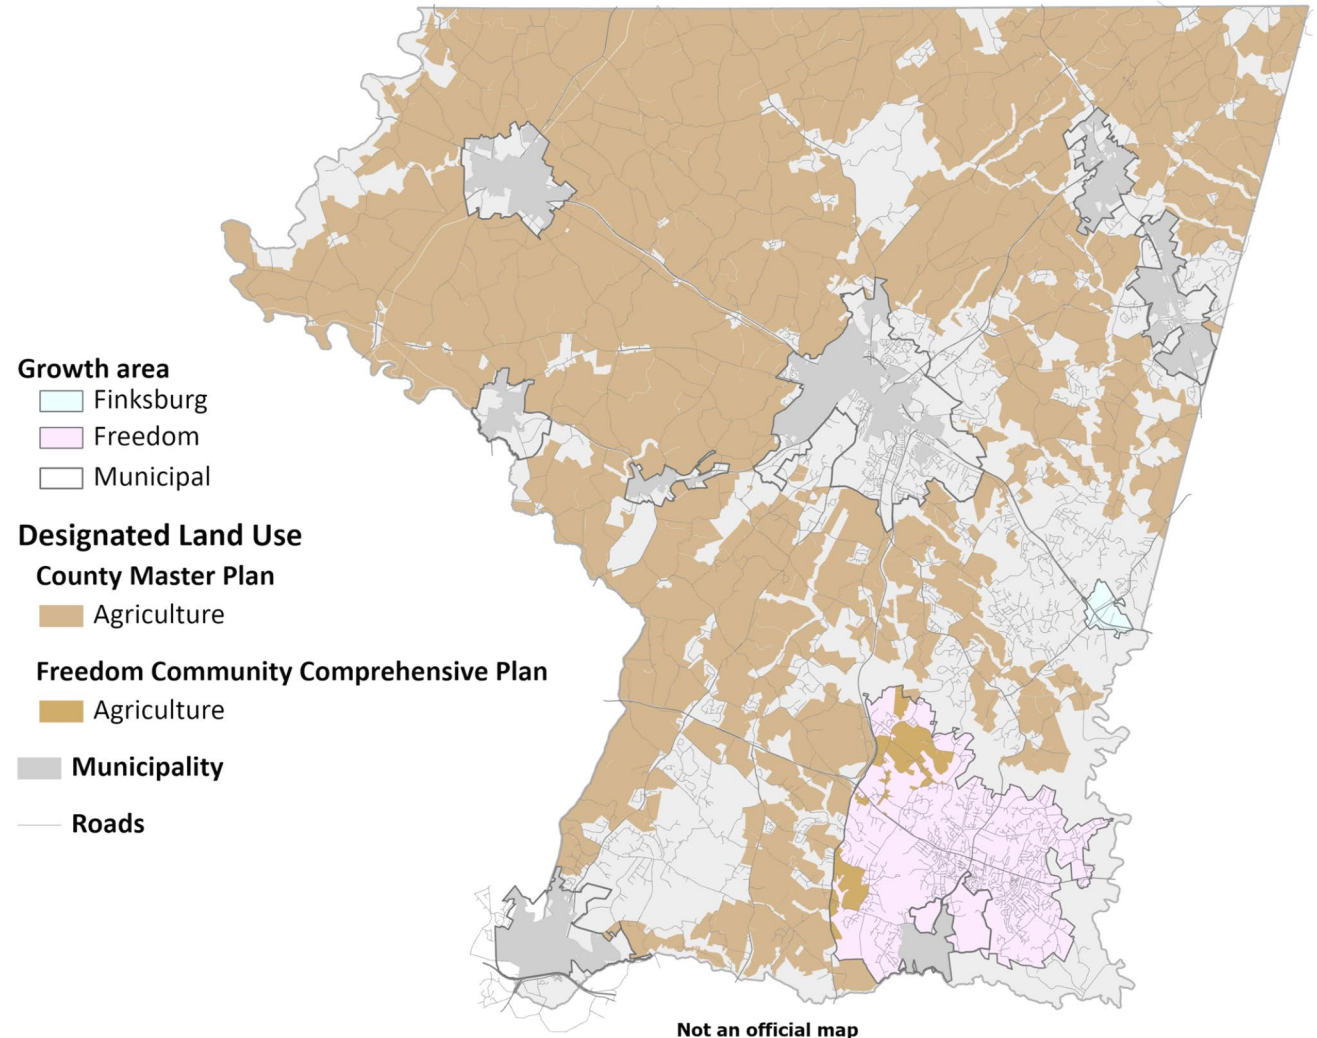 Growth area
Finksburg
Freedom
Municipal
Designated Land Use
County Master Plan
Agriculture
Freedom Community Comprehensive Plan
Agriculture
Municipality
Roads
Not an official map